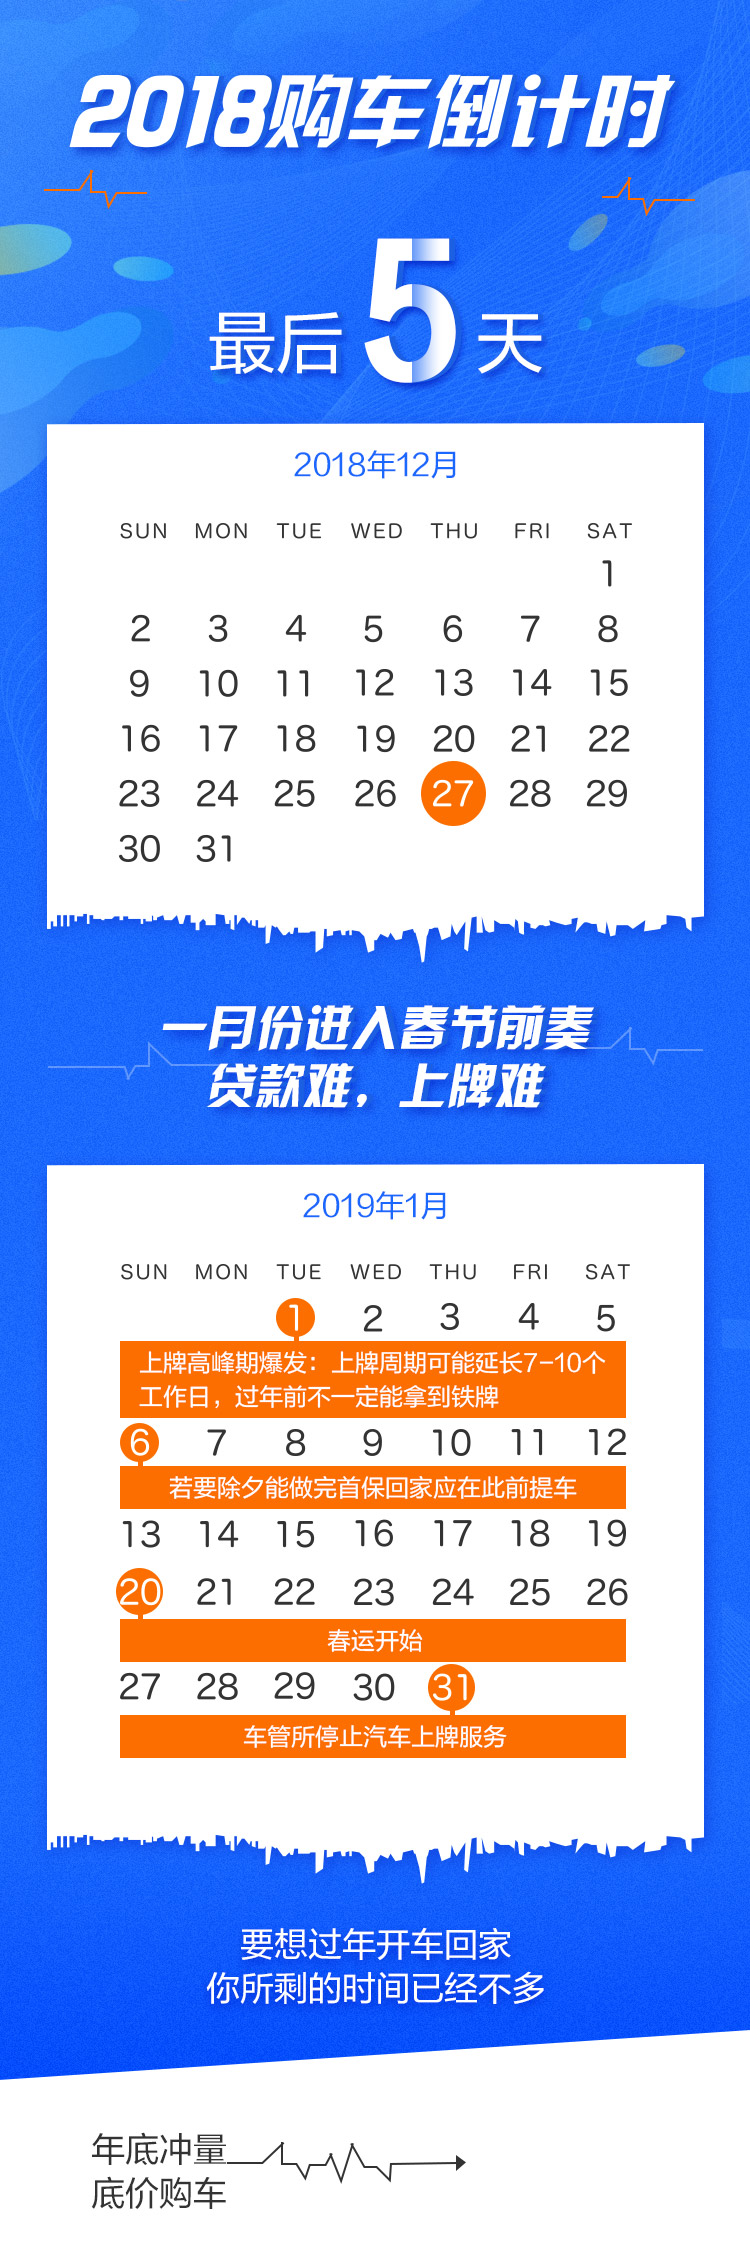 2018购车倒计时
最后5天
2018年12月
SUN MON TUE WED THU FRI SAT
1
2 3 4 5 6 7 8
9 10 11 12 13 14 15
16 17 18 19 20 21 22
23 24 25 26 27 28 29
30 31
一月份进入春节前奏
贷款难，上牌难
2019年1月
SUN MON TUE WED THU FRI SAT
1 2 3 4 5
上牌高峰期爆发：上牌周期可能延长7-10个
工作日，过年前不一定能拿到铁牌
6 7 8 9 10 11 12
若要除夕能做完首保回家应在此前提车
13 14 15 16 17 18 19
20 21 22 23 24 25 26
春运开始
27 28 29 30 31
车管所停止汽车上牌服务
要想过年开车回家
你所剩的时间已经不多
年底冲量
底价购车